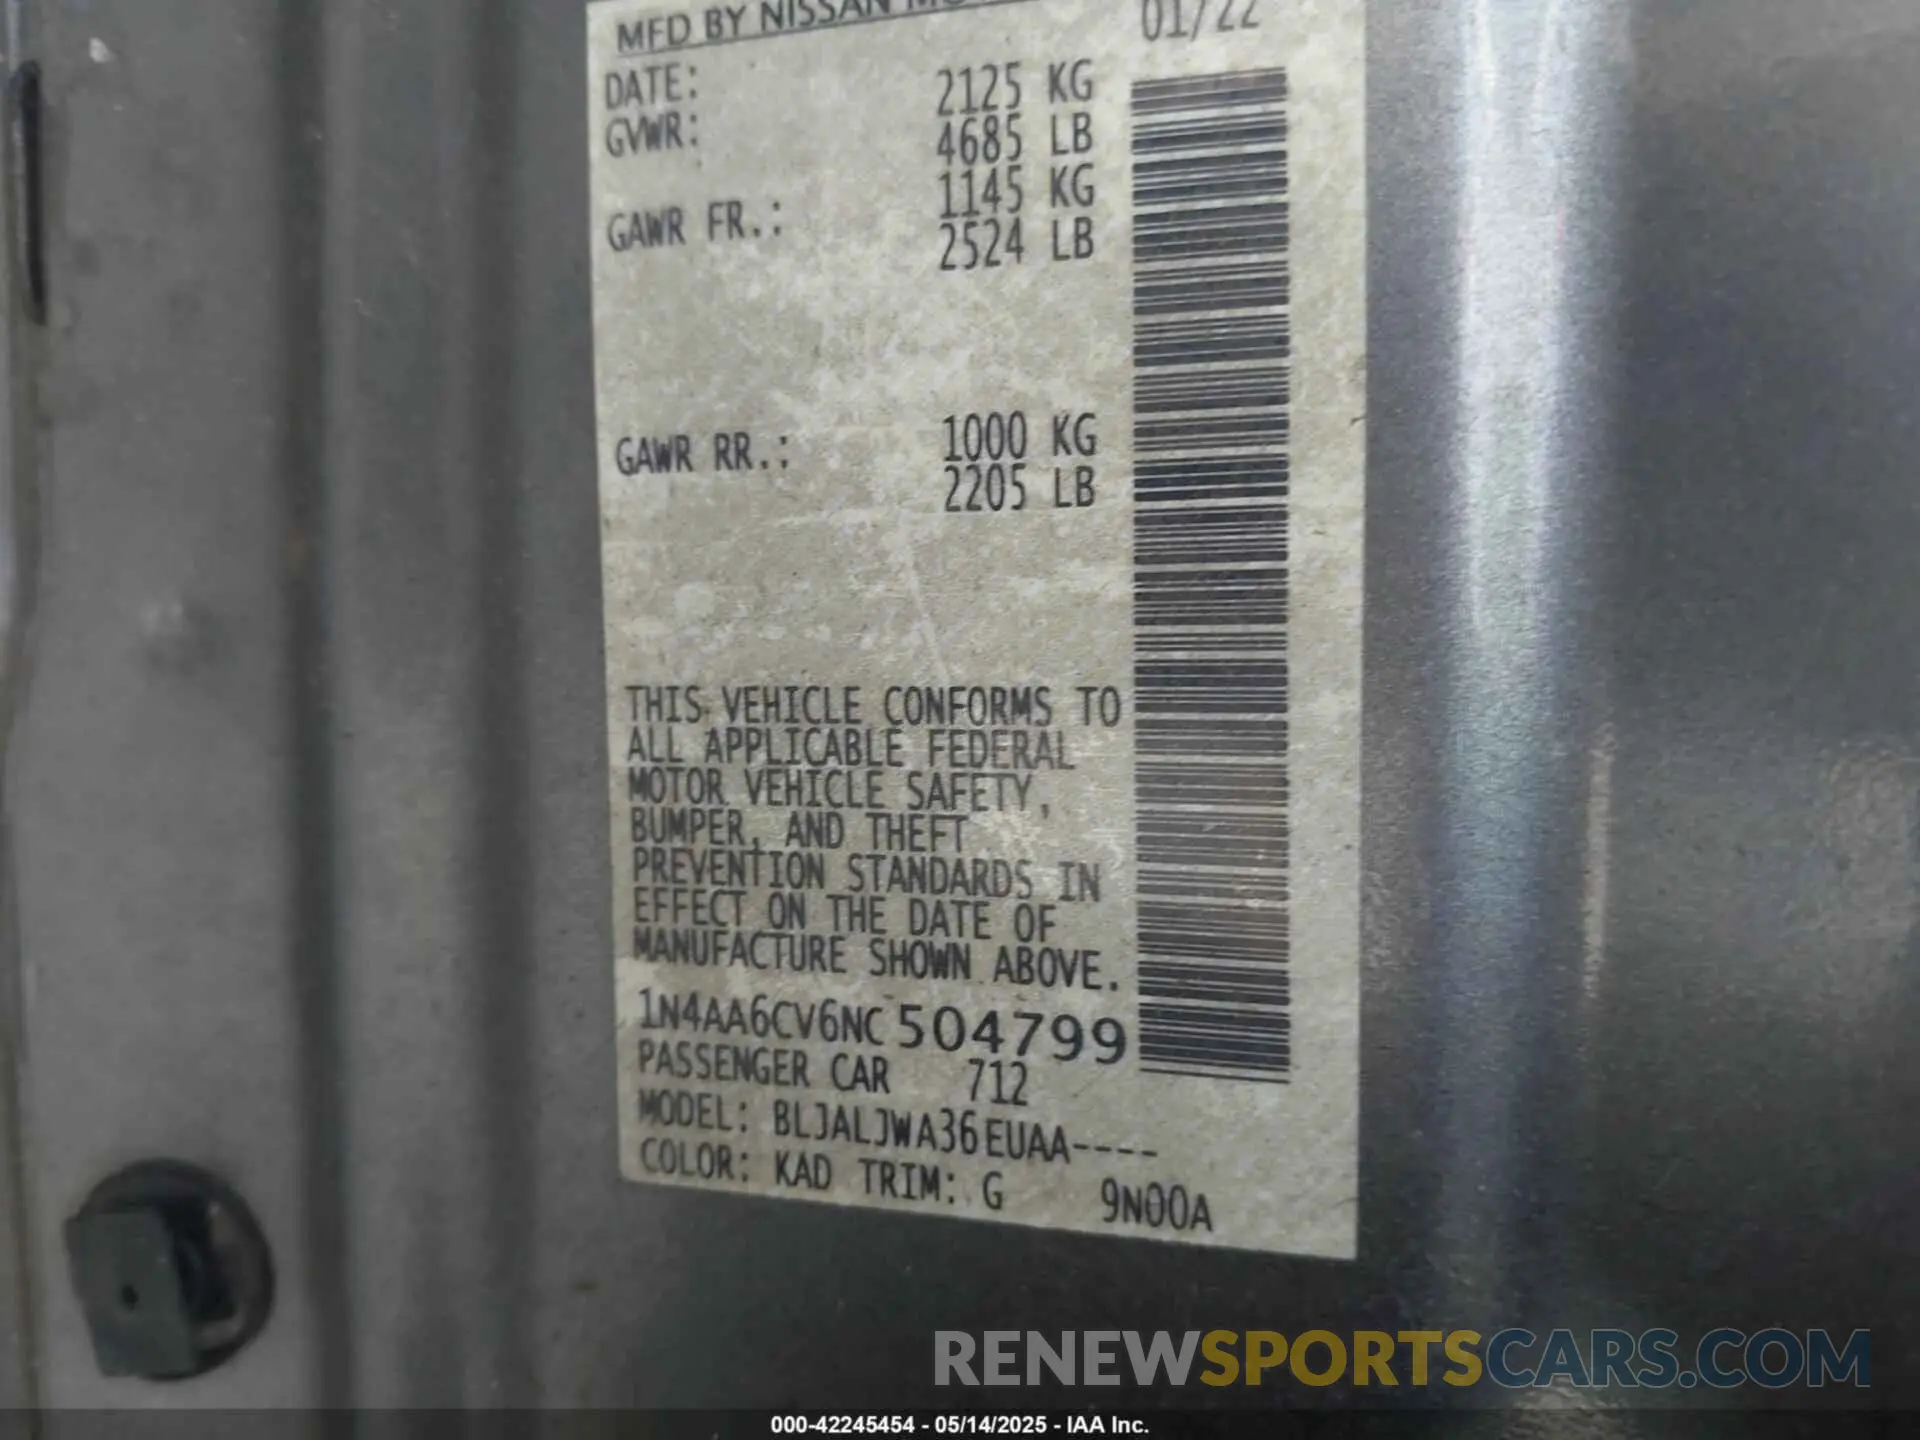 MFD BY NISSAN
DATE: 01/22
GVWR: 2125 KG
4685 LB
GAWR FR.: 1145 KG
2524 LB
GAWR RR.: 1000 KG
2205 LB
THIS VEHICLE CONFORMS TO
ALL APPLICABLE FEDERAL
MOTOR VEHICLE SAFETY,
BUMPER, AND THEFT
PREVENTION STANDARDS IN
EFFECT ON THE DATE OF
MANUFACTURE SHOWN ABOVE.
1N4AA6CV6NC504799
PASSENGER CAR 712
MODEL: BLJALJWA36EUAA----
COLOR: KAD TRIM: G 9N00A
RENEWSPORTSCARS.COM
000-42245454 - 05/14/2025 - IAA Inc.